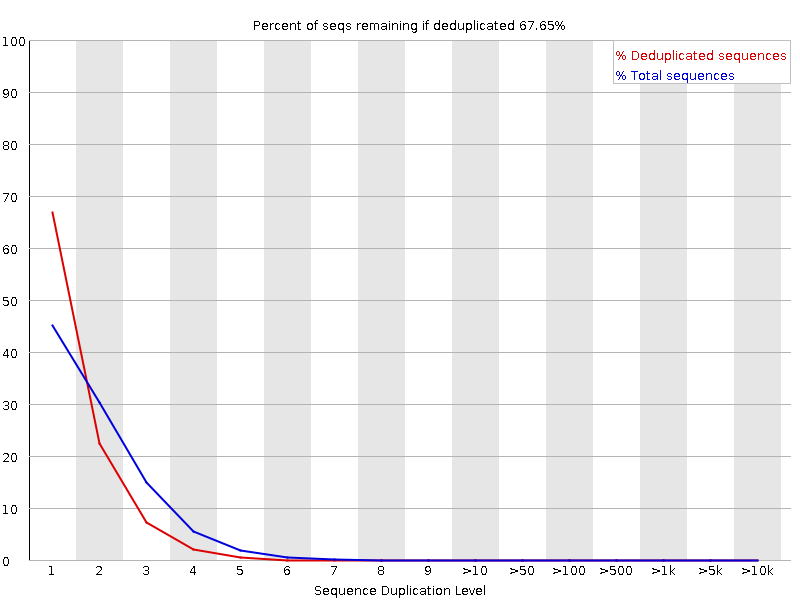 Percent of seqs remaining if deduplicated 67.65%
% Deduplicated sequences
% Total sequences
100
90
80
70
60
50
40
30
20
10
0
1 2 3 4 5 6 7 8 9 >10 >50 >100 >500 >1k >5k >10k
Sequence Duplication Level